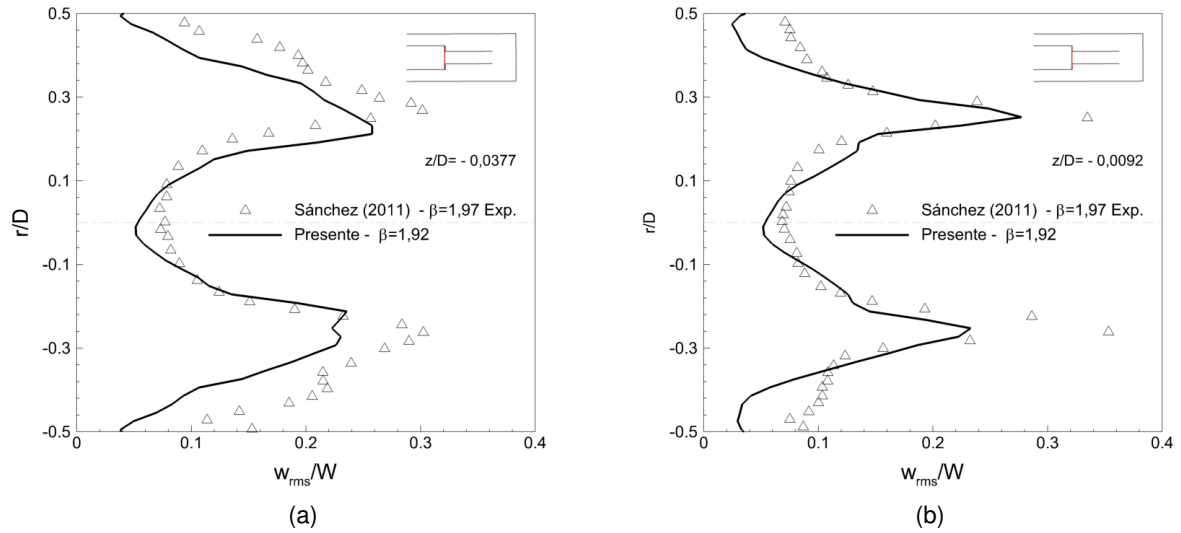 0.5
0.3
0.1
-0.1
-0.3
-0.5
r/D
z/D= - 0,0377
Sánchez (2011) - β=1,97 Exp.
Presente - β=1,92
0 0.1 0.2 0.3 0.4
wrms/W
(a)
0.5
0.3
0.1
-0.1
-0.3
-0.5
r/D
z/D= - 0,0092
Sánchez (2011) - β=1,97 Exp.
Presente - β=1,92
0 0.1 0.2 0.3 0.4
wrms/W
(b)